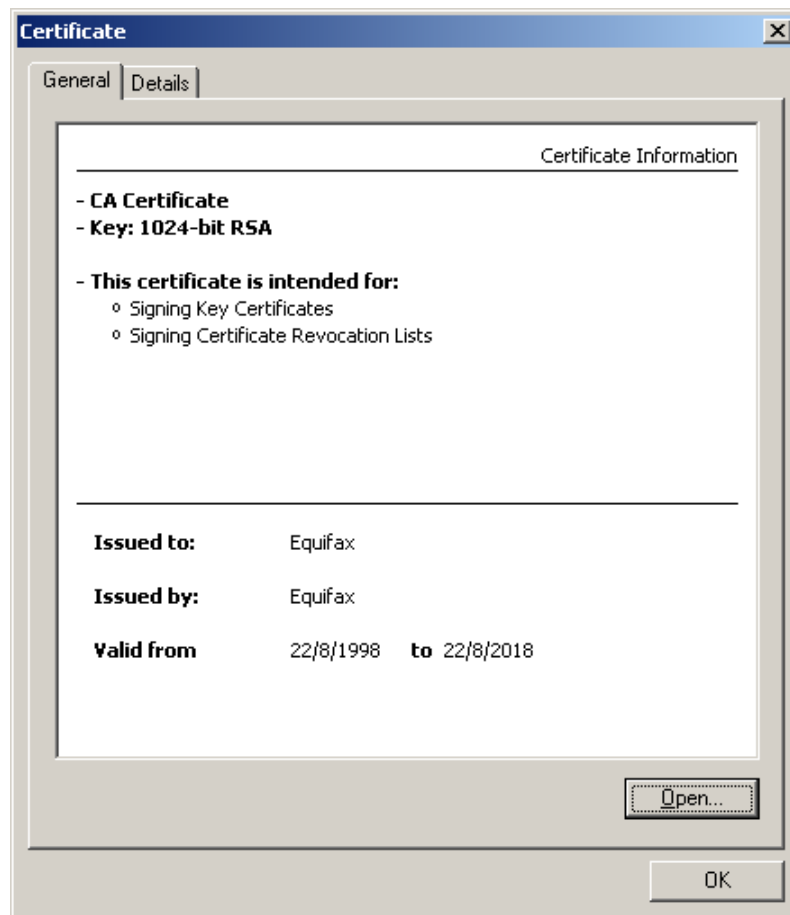 Certificate
General Details
Certificate Information
- CA Certificate
- Key: 1024-bit RSA
- This certificate is intended for:
Signing Key Certificates
Signing Certificate Revocation Lists
Issued to: Equifax
Issued by: Equifax
Valid from 22/8/1998 to 22/8/2018
Open...
OK